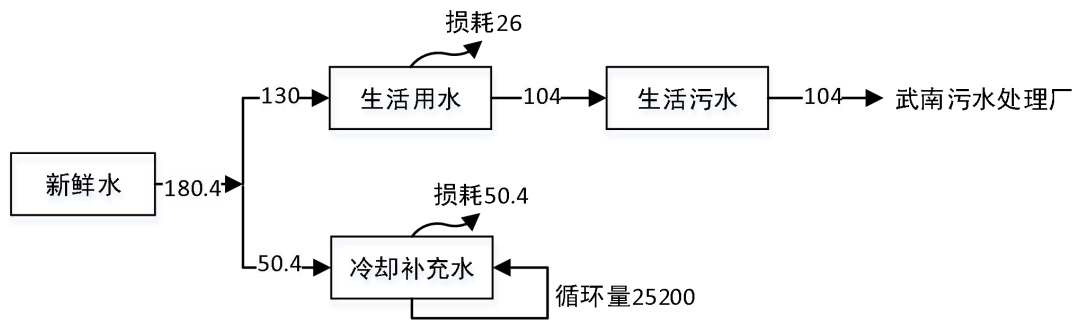 损耗26
130
生活用水
104
生活污水
104
武南污水处理厂
新鲜水
180.4
损耗50.4
50.4
冷却补充水
循环量25200